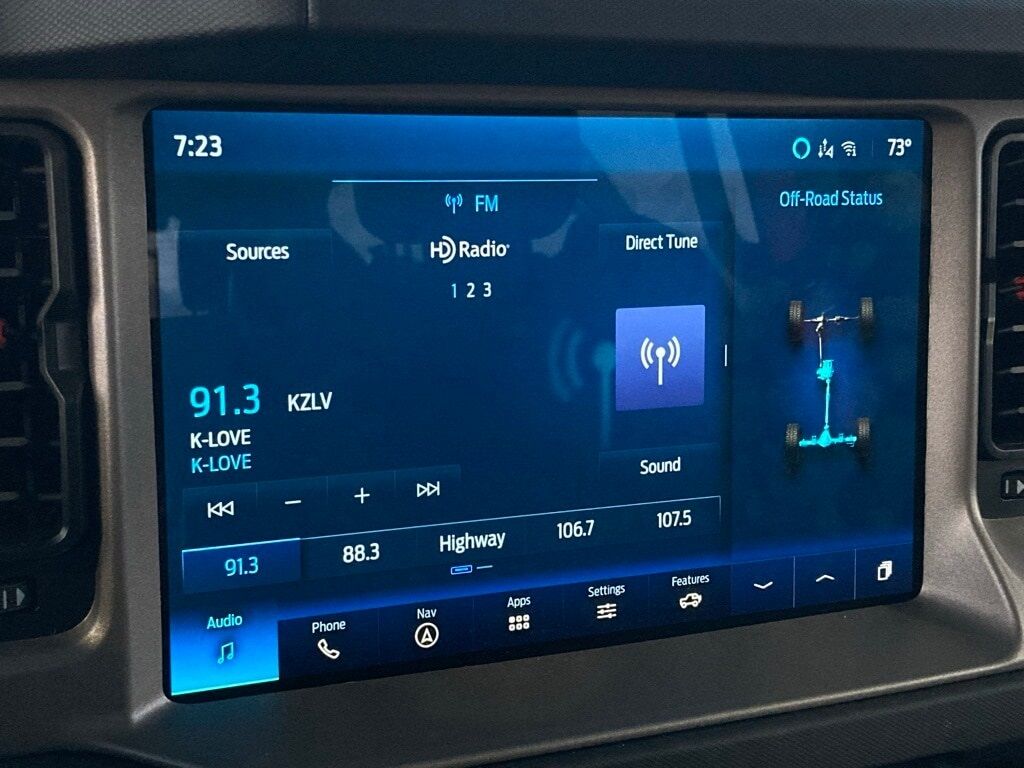 7:23
73°
FM
Off-Road Status
Sources
HD Radio
Direct Tune
1 2 3
91.3 KZLV
K-LOVE
K-LOVE
Sound
91.3 88.3 Highway 106.7 107.5
Audio Phone Nav Apps Settings Features